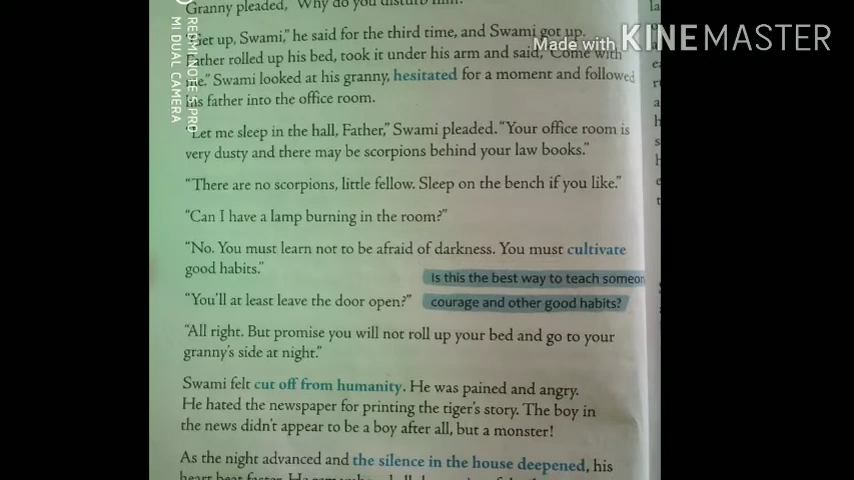 Granny pleaded, "Why do you disturb him?"
"Get up, Swami," he said for the third time, and Swami got up.
Father rolled up his bed, took it under his arm and said, "Come with
me." Swami looked at his granny, hesitated for a moment and followed
his father into the office room.
"Let me sleep in the hall, Father," Swami pleaded. "Your office room is
very dusty and there may be scorpions behind your law books."
"There are no scorpions, little fellow. Sleep on the bench if you like."
"Can I have a lamp burning in the room?"
"No. You must learn not to be afraid of darkness. You must cultivate
good habits."
Is this the best way to teach someon
"You'll at least leave the door open?"
courage and other good habits?
"All right. But promise you will not roll up your bed and go to your
granny's side at night."
Swami felt cut off from humanity. He was pained and angry.
He hated the newspaper for printing the tiger's story. The boy in
the news didn't appear to be a boy after all, but a monster!
As the night advanced and the silence in the house deepened, his
heart beat faster. He
Made with KINEMASTER
REDMI NOTE 5 PRO
MI DUAL CAMERA